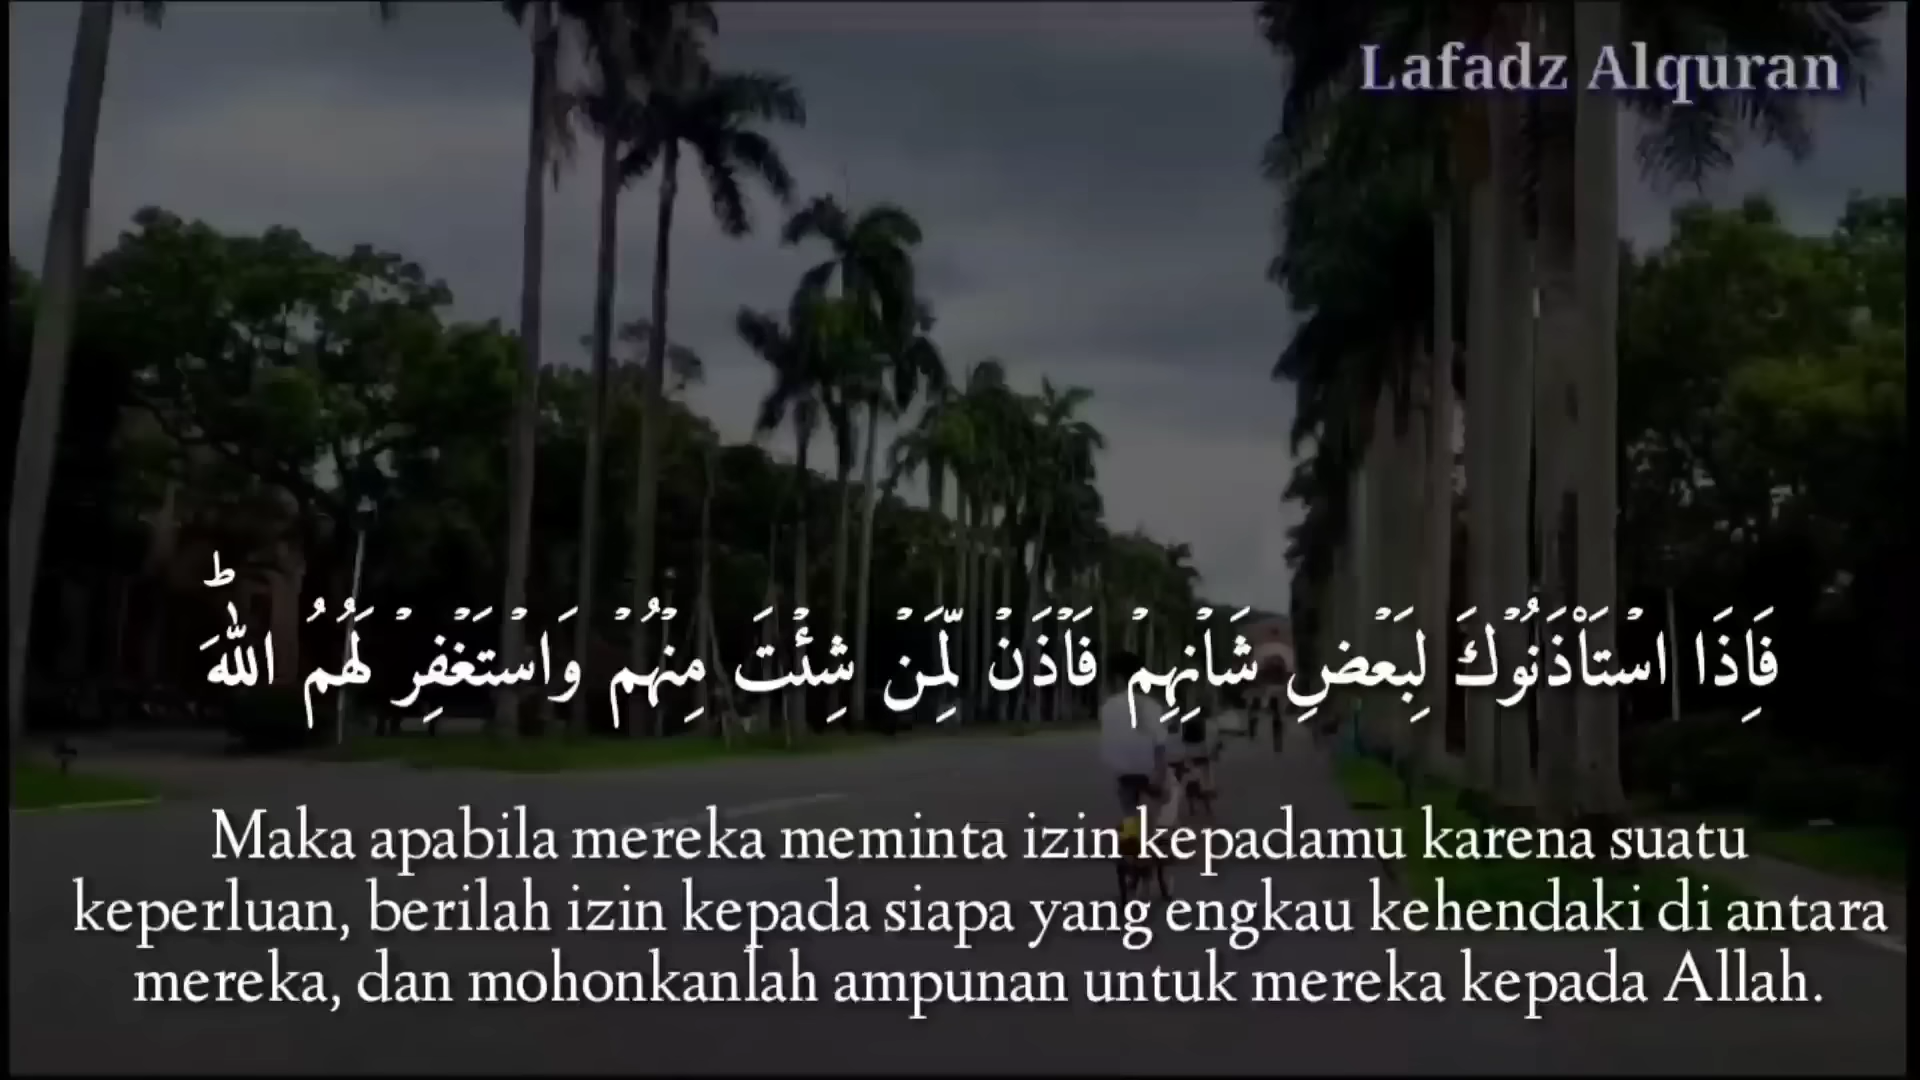 Lafadz Alquran
فَاِذَا اسْتَأْذَنُوْكَ لِبَعْضِ شَاْنِهِمْ فَأْذَنْ لِّمَنْ شِئْتَ مِنْهُمْ وَاسْتَغْفِرْ لَهُمُ اللّٰهَ ۗ
Maka apabila mereka meminta izin kepadamu karena suatu
keperluan, berilah izin kepada siapa yang engkau kehendaki di antara
mereka, dan mohonkanlah ampunan untuk mereka kepada Allah.